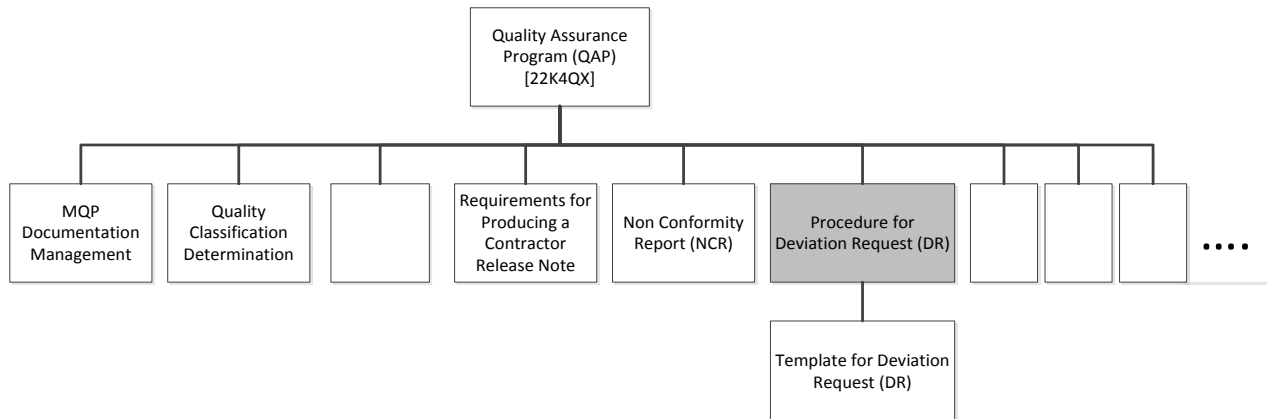 Quality Assurance
Program (QAP)
[22K4QX]
MQP
Documentation
Management
Quality
Classification
Determination
Requirements for
Producing a
Contractor
Release Note
Non Conformity
Report (NCR)
Procedure for
Deviation Request (DR)
....
Template for Deviation
Request (DR)